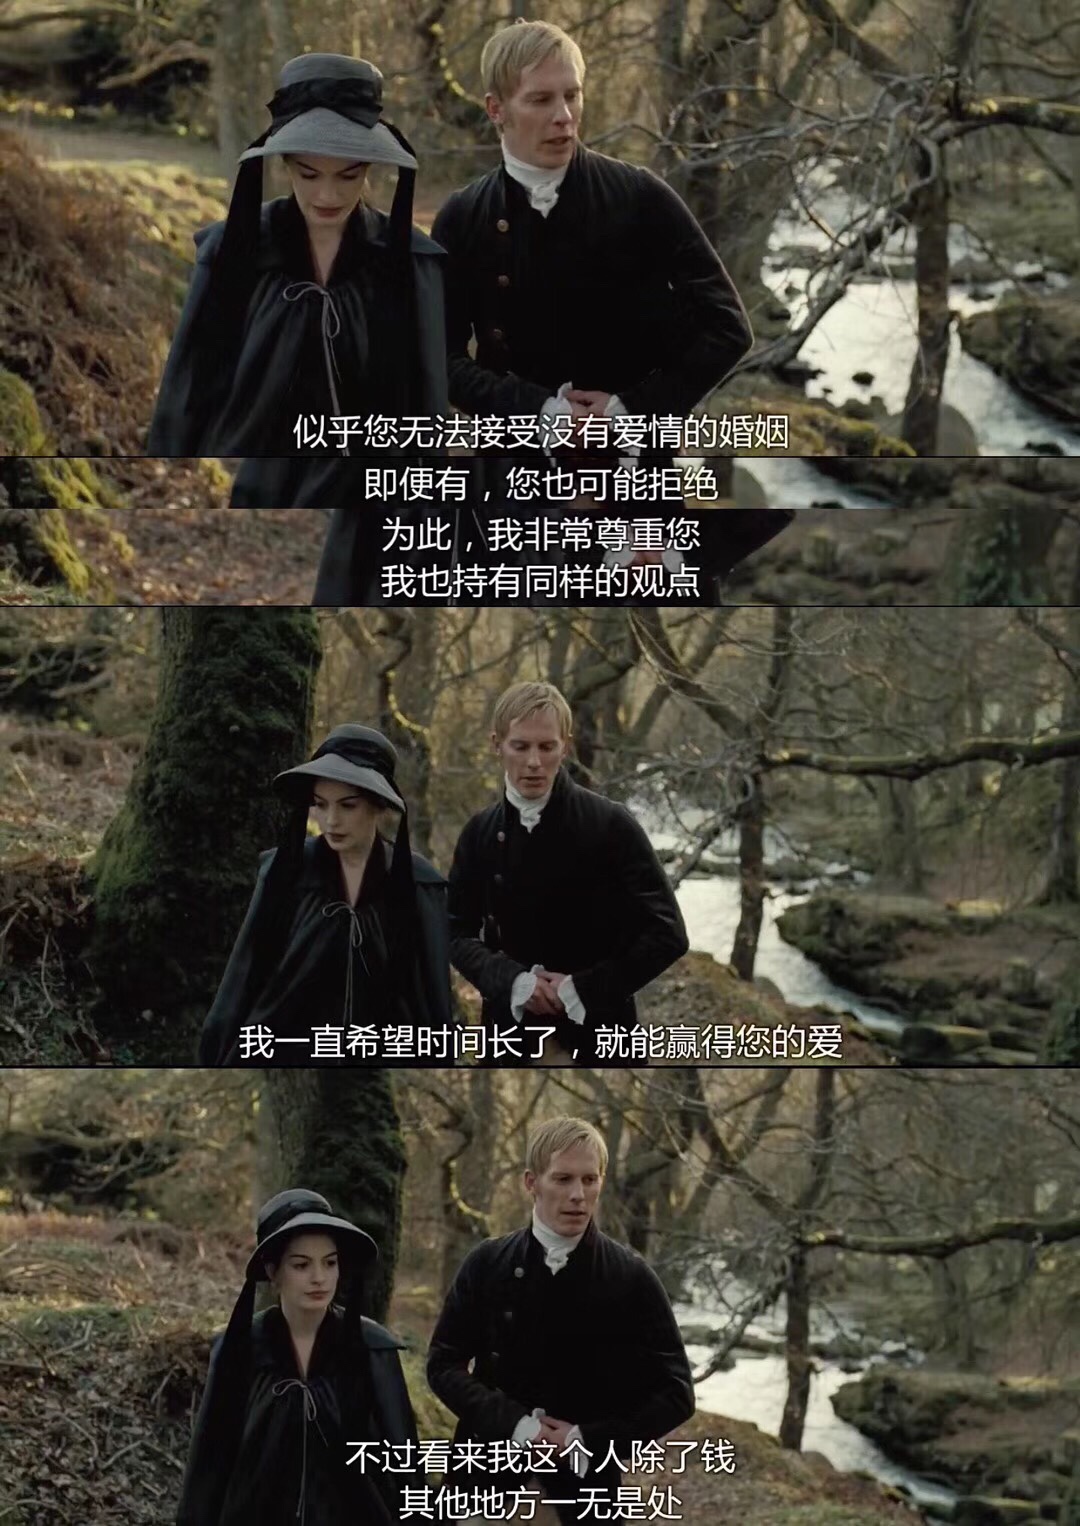 似乎您无法接受没有爱情的婚姻
即便有，您也可能拒绝
为此，我非常尊重您
我也持有同样的观点
我一直希望时间长了，就能赢得您的爱
不过看来我这个人除了钱
其他地方一无是处